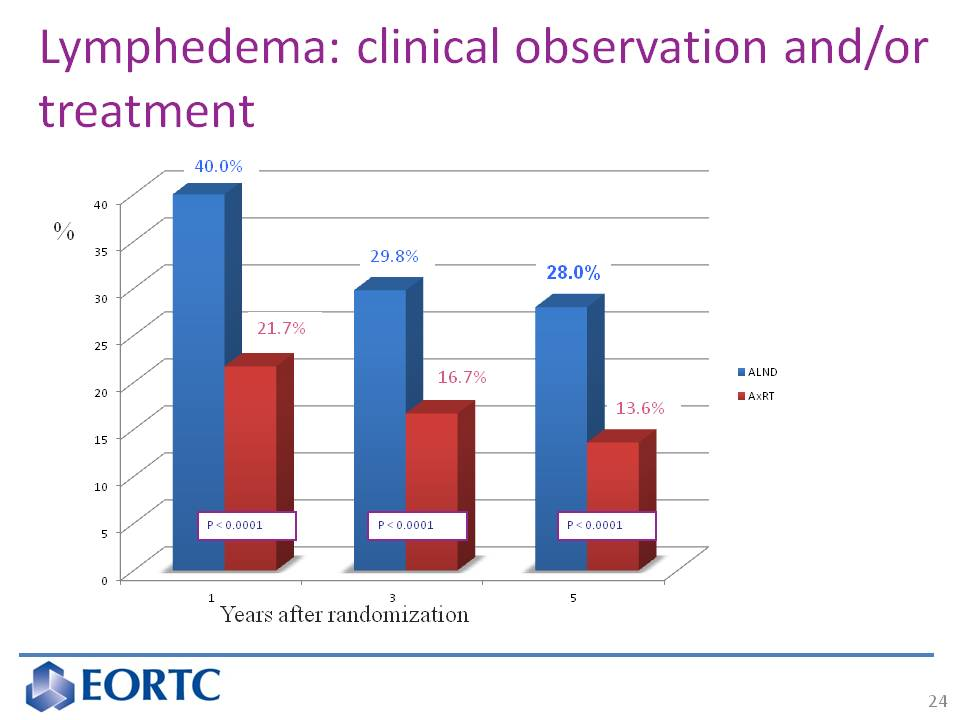 Lymphedema: clinical observation and/or
treatment
40.0%
29.8%
28.0%
21.7%
16.7%
13.6%
%
40
35
30
25
20
15
10
5
0
P < 0.0001
P < 0.0001
P < 0.0001
ALND
AxRT
1
3
5
Years after randomization
EORTC
24